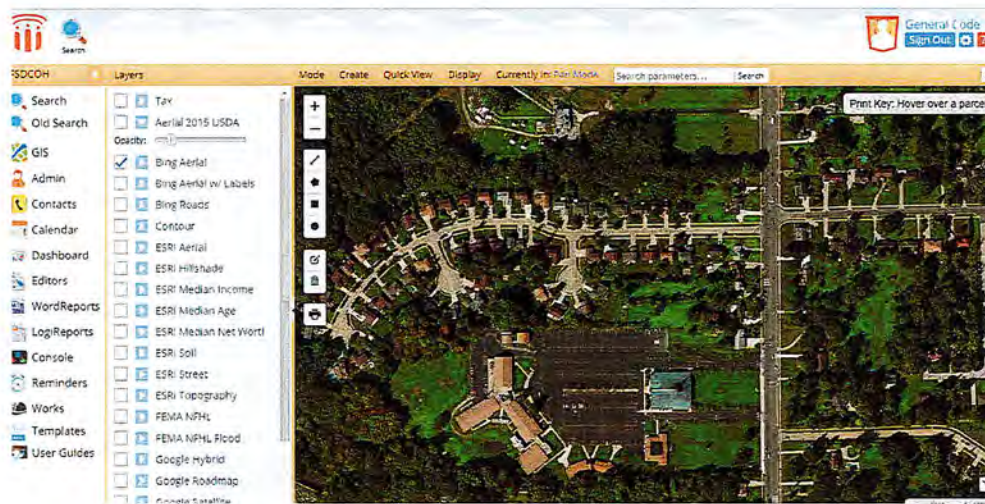 Search
General Code
Sign Out
SDCOH
Layers
Mode Create Quick View Display Currently in: Pan Mode
Search parameters...
Search
Search
Old Search
GIS
Admin
Contacts
Calendar
Dashboard
Editors
WordReports
LogiReports
Console
Reminders
Works
Templates
User Guides
Tax
Aerial 2015 USDA
Opacity:
Bing Aerial
Bing Aerial w/ Labels
Bing Roads
Contour
ESRI Aerial
ESRI Hillshade
ESRI Median Income
ESRI Median Age
ESRI Median Net Wort
ESRI Soil
ESRI Street
ESRI Topography
FEMA NFHL
FEMA NFHL Flood
Google Hybrid
Google Roadmap
Google Satellite
Print Key: Hover over a parce